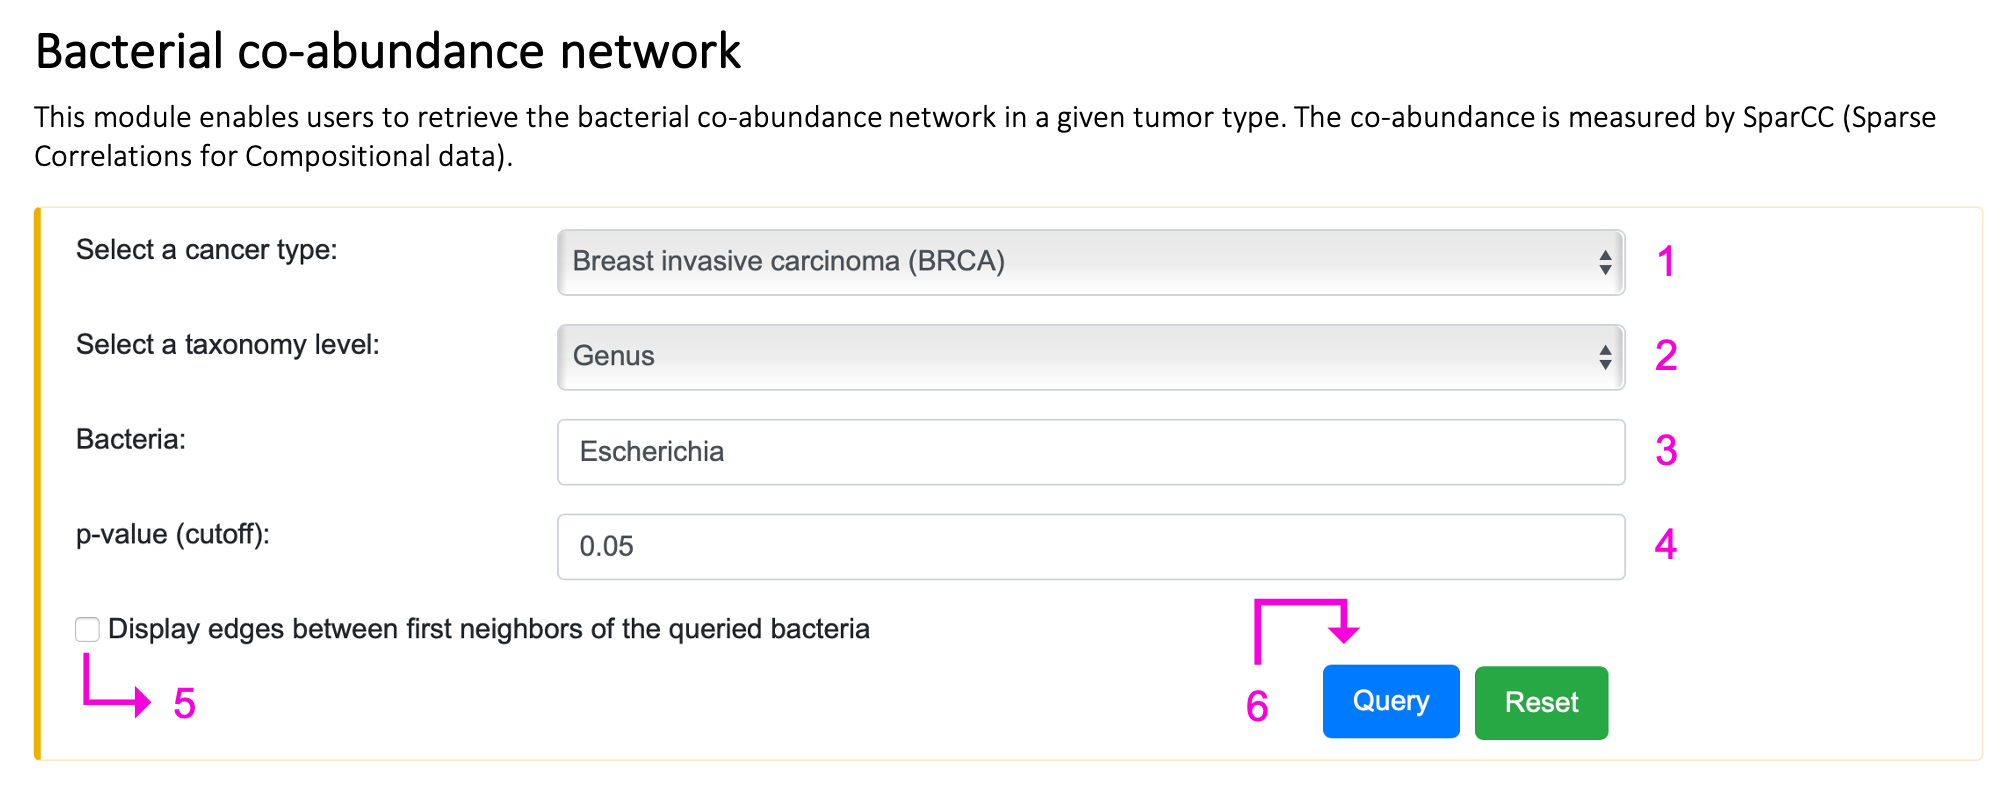 Bacterial co-abundance network
This module enables users to retrieve the bacterial co-abundance network in a given tumor type. The co-abundance is measured by SparCC (Sparse
Correlations for Compositional data).
Select a cancer type:
Breast invasive carcinoma (BRCA)
1
Select a taxonomy level:
Genus
2
Bacteria:
Escherichia
3
p-value (cutoff):
0.05
4
Display edges between first neighbors of the queried bacteria
5
6
Query
Reset